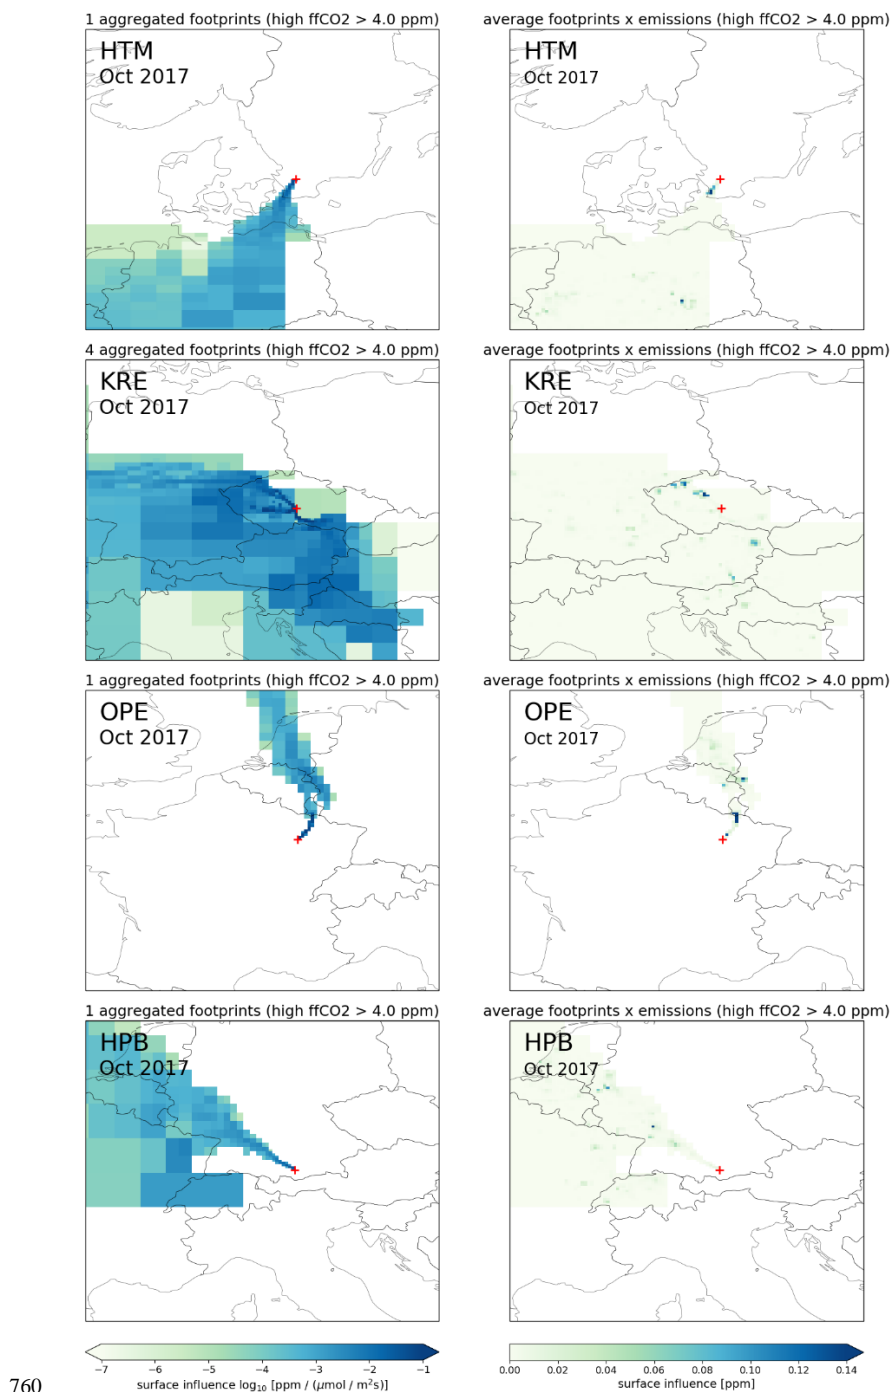 1 aggregated footprints (high ffCO2 > 4.0 ppm)
average footprints x emissions (high ffCO2 > 4.0 ppm)
HTM
Oct 2017
HTM
Oct 2017
4 aggregated footprints (high ffCO2 > 4.0 ppm)
average footprints x emissions (high ffCO2 > 4.0 ppm)
KRE
Oct 2017
KRE
Oct 2017
1 aggregated footprints (high ffCO2 > 4.0 ppm)
average footprints x emissions (high ffCO2 > 4.0 ppm)
OPE
Oct 2017
OPE
Oct 2017
1 aggregated footprints (high ffCO2 > 4.0 ppm)
average footprints x emissions (high ffCO2 > 4.0 ppm)
HPB
Oct 2017
HPB
Oct 2017
−7 −6 −5 −4 −3 −2 −1
surface influence log₁₀ [ppm / (μmol / m²s)]
0.00 0.02 0.04 0.06 0.08 0.10 0.12 0.14
surface influence [ppm]
760